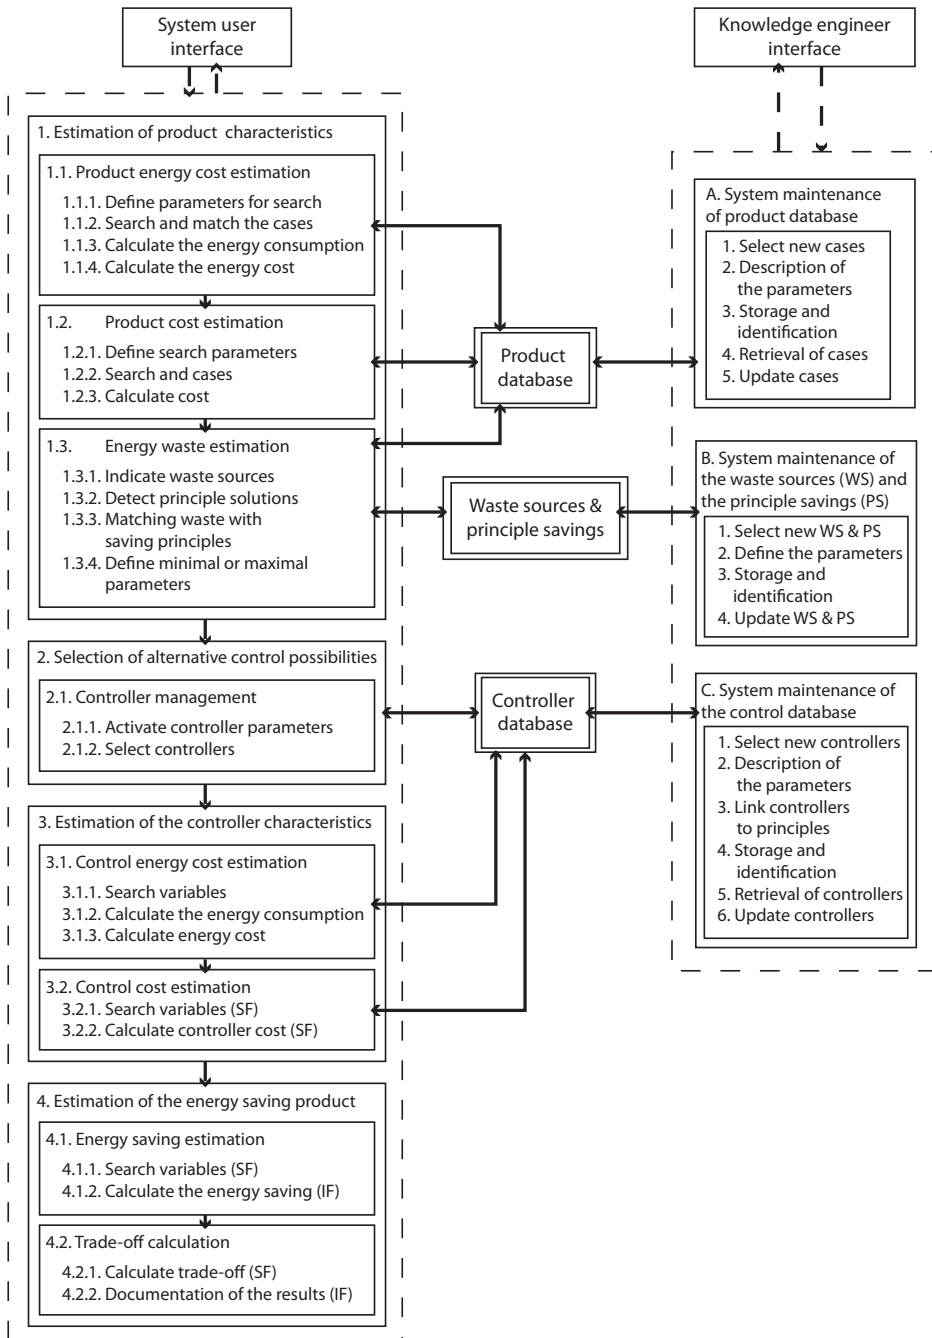 System user
interface
Knowledge engineer
interface
1. Estimation of product characteristics
1.1. Product energy cost estimation
1.1.1. Define parameters for search
1.1.2. Search and match the cases
1.1.3. Calculate the energy consumption
1.1.4. Calculate the energy cost
1.2. Product cost estimation
1.2.1. Define search parameters
1.2.2. Search and cases
1.2.3. Calculate cost
1.3. Energy waste estimation
1.3.1. Indicate waste sources
1.3.2. Detect principle solutions
1.3.3. Matching waste with
saving principles
1.3.4. Define minimal or maximal
parameters
2. Selection of alternative control possibilities
2.1. Controller management
2.1.1. Activate controller parameters
2.1.2. Select controllers
3. Estimation of the controller characteristics
3.1. Control energy cost estimation
3.1.1. Search variables
3.1.2. Calculate the energy consumption
3.1.3. Calculate energy cost
3.2. Control cost estimation
3.2.1. Search variables (SF)
3.2.2. Calculate controller cost (SF)
4. Estimation of the energy saving product
4.1. Energy saving estimation
4.1.1. Search variables (SF)
4.1.2. Calculate the energy saving (IF)
4.2. Trade-off calculation
4.2.1. Calculate trade-off (SF)
4.2.2. Documentation of the results (IF)
Product
database
Waste sources &
principle savings
Controller
database
A. System maintenance
of product database
1. Select new cases
2. Description of
the parameters
3. Storage and
identification
4. Retrieval of cases
5. Update cases
B. System maintenance of
the waste sources (WS) and
the principle savings (PS)
1. Select new WS & PS
2. Define the parameters
3. Storage and
identification
4. Update WS & PS
C. System maintenance of
the control database
1. Select new controllers
2. Description of
the parameters
3. Link controllers
to principles
4. Storage and
identification
5. Retrieval of controllers
6. Update controllers